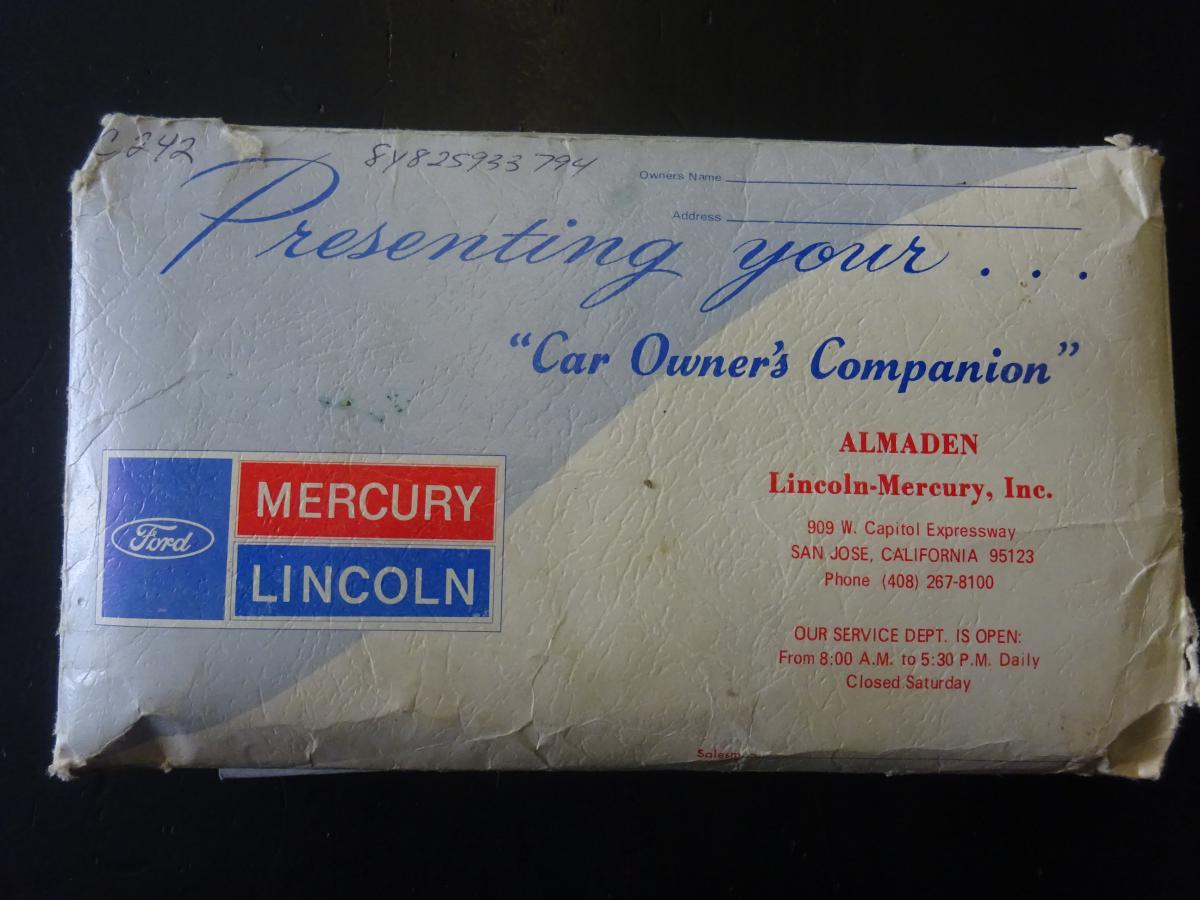 C 242
8Y82S933794
Owners Name
Address
Presenting your . . .
“Car Owner's Companion”
ALMADEN
Lincoln-Mercury, Inc.
909 W. Capitol Expressway
SAN JOSE, CALIFORNIA 95123
Phone (408) 267-8100
Ford
MERCURY
LINCOLN
OUR SERVICE DEPT. IS OPEN:
From 8:00 A.M. to 5:30 P.M. Daily
Closed Saturday